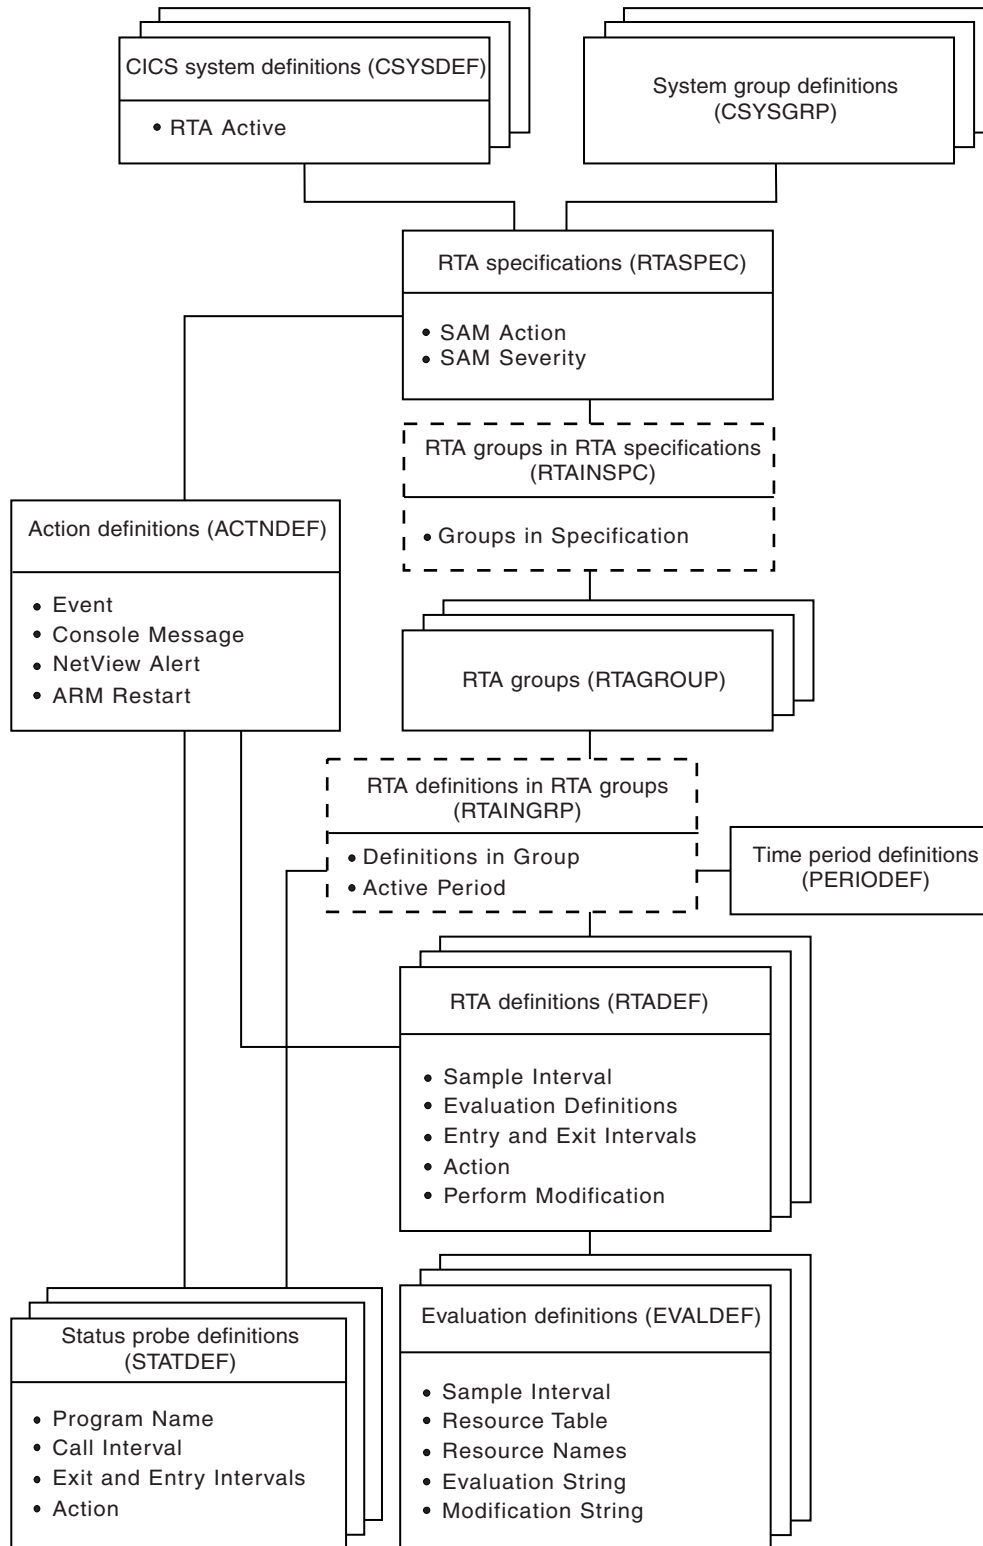 CICS system definitions (CSYSDEF)
• RTA Active
System group definitions
(CSYSGRP)
RTA specifications (RTASPEC)
• SAM Action
• SAM Severity
RTA groups in RTA specifications
(RTAINSPC)
• Groups in Specification
Action definitions (ACTNDEF)
• Event
• Console Message
• NetView Alert
• ARM Restart
RTA groups (RTAGROUP)
RTA definitions in RTA groups
(RTAINGRP)
• Definitions in Group
• Active Period
Time period definitions
(PERIODEF)
RTA definitions (RTADEF)
• Sample Interval
• Evaluation Definitions
• Entry and Exit Intervals
• Action
• Perform Modification
Status probe definitions
(STATDEF)
• Program Name
• Call Interval
• Exit and Entry Intervals
• Action
Evaluation definitions (EVALDEF)
• Sample Interval
• Resource Table
• Resource Names
• Evaluation String
• Modification String